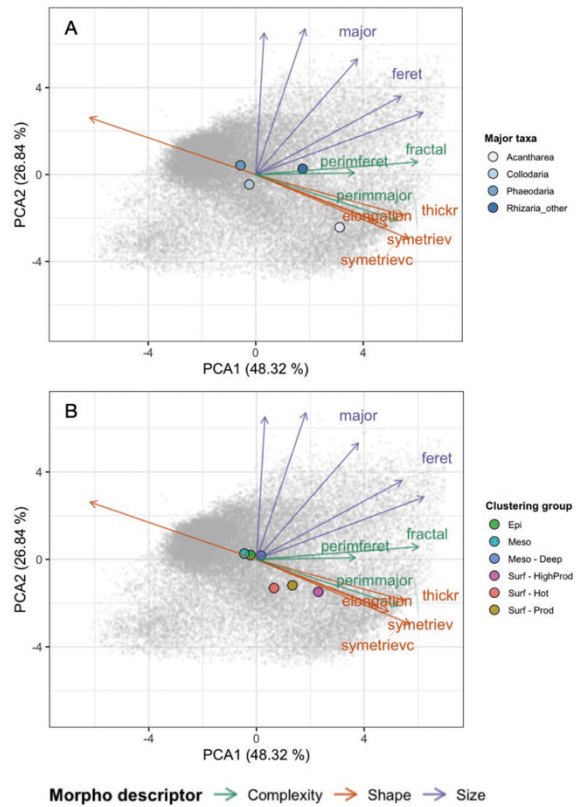 A
major
feret
fractal
perimferet
perimmajor
thickr
elongation
symetriev
symetrievc
4
0
-4
-4
0
4
PCA2 (26.84 %)
PCA1 (48.32 %)
Major taxa
Acantharea
Collodaria
Phaeodaria
Rhizaria_other
B
major
feret
fractal
perimferet
perimmajor
thickr
elongation
symetriev
symetrievc
4
0
-4
-4
0
4
PCA2 (26.84 %)
PCA1 (48.32 %)
Clustering group
Epi
Meso
Meso - Deep
Surf - HighProd
Surf - Hot
Surf - Prod
Morpho descriptor Complexity Shape Size